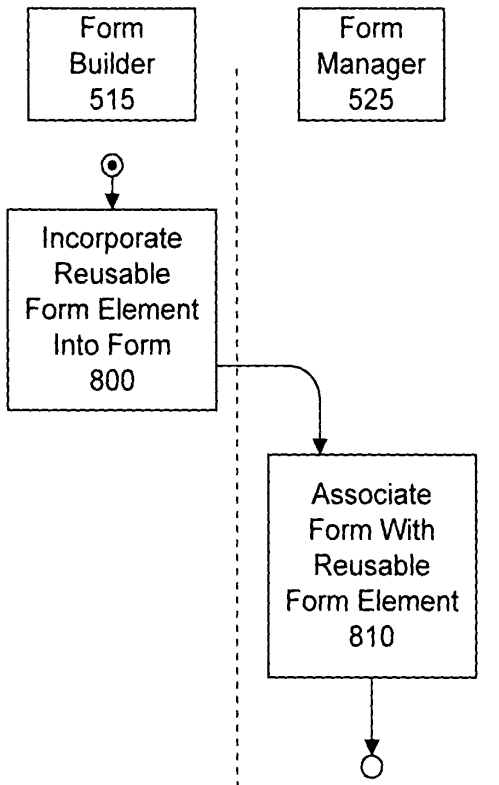 Form
Builder
515
Form
Manager
525
Incorporate
Reusable
Form Element
Into Form
800
Associate
Form With
Reusable
Form Element
810